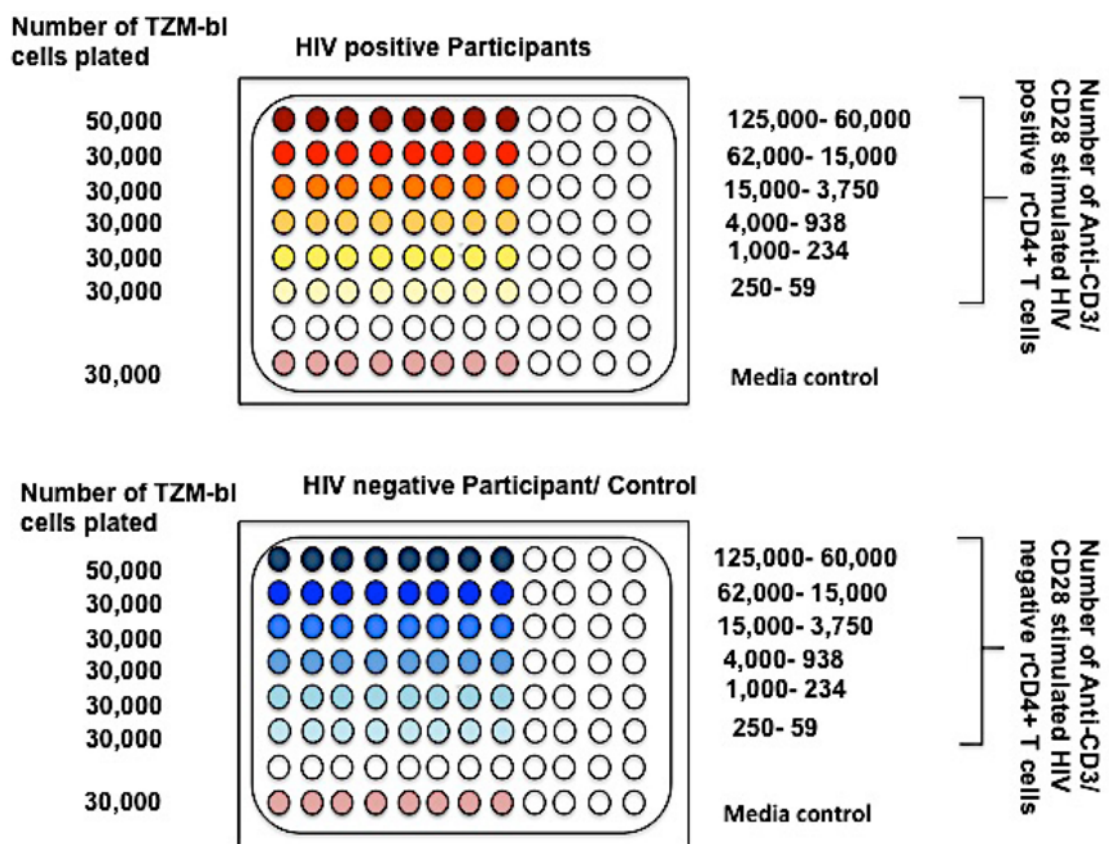 Number of TZM-bl
cells plated
HIV positive Participants
50,000
30,000
30,000
30,000
30,000
30,000
30,000
125,000- 60,000
62,000- 15,000
15,000- 3,750
4,000- 938
1,000- 234
250- 59
Media control
Number of Anti-CD3/
CD28 stimulated HIV
positive rCD4+ T cells
Number of TZM-bl
cells plated
HIV negative Participant/ Control
50,000
30,000
30,000
30,000
30,000
30,000
30,000
125,000- 60,000
62,000- 15,000
15,000- 3,750
4,000- 938
1,000- 234
250- 59
Media control
Number of Anti-CD3/
CD28 stimulated HIV
negative rCD4+ T cells